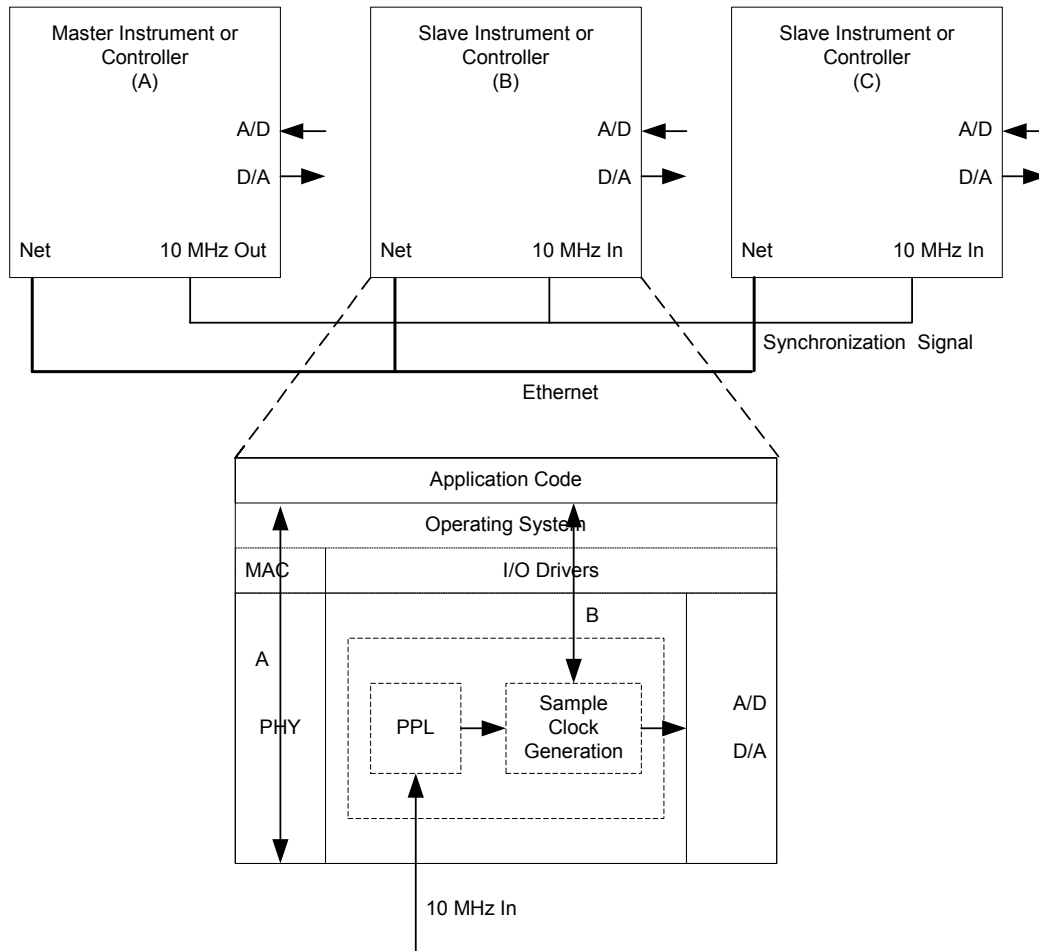 Master Instrument or
Controller
(A)
A/D
D/A
Net
10 MHz Out
Slave Instrument or
Controller
(B)
A/D
D/A
Net
10 MHz In
Slave Instrument or
Controller
(C)
A/D
D/A
Net
10 MHz In
Synchronization Signal
Ethernet
Application Code
Operating System
MAC
I/O Drivers
A
B
PHY
PPL
Sample
Clock
Generation
A/D
D/A
10 MHz In